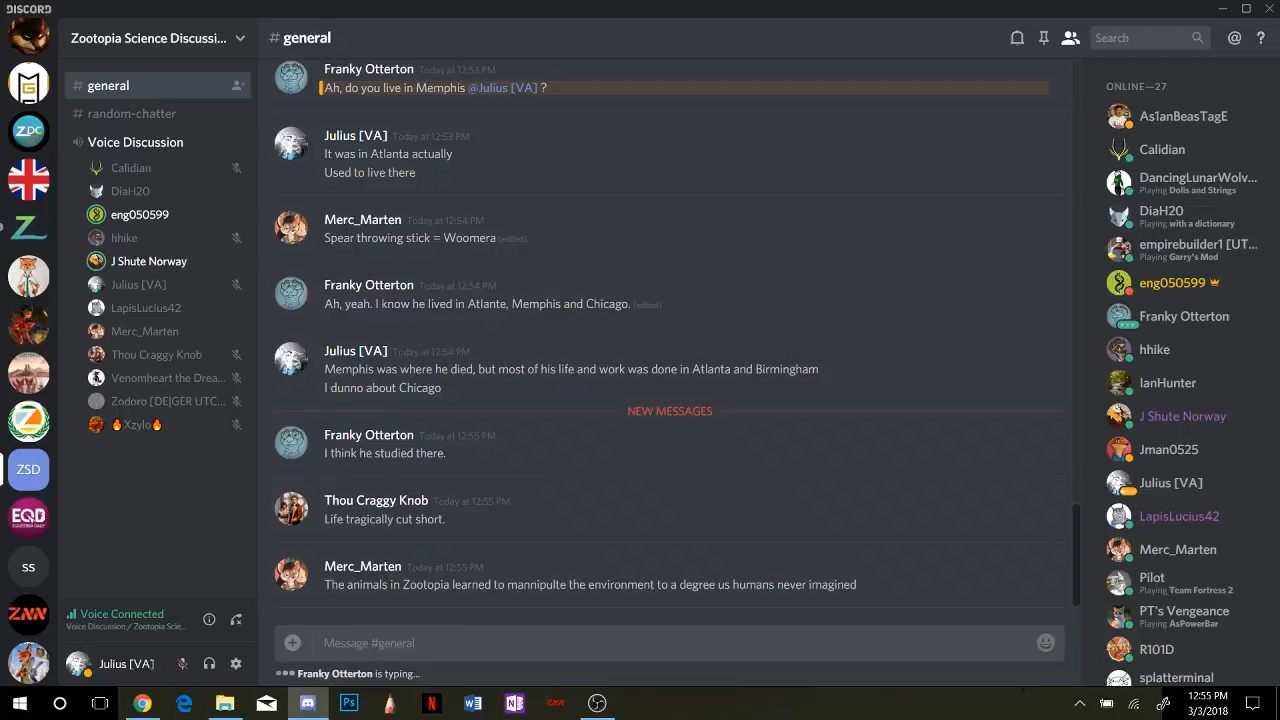 DISCORD
Zootopia Science Discussi...
# general
Search
# general
# random-chatter
Voice Discussion
Calidian
DiaH20
eng050599
hhike
J Shute Norway
Julius [VA]
LapisLucius42
Merc_Marten
Thou Craggy Knob
Venomheart the Drea...
Zodoro [DE|GER UTC...
🔥Xzylo🔥
Voice Connected
Voice Discussion / Zootopia Scie...
Julius [VA]
ZDC
Z
ZSD
EQD
EQUESTRIA DAILY
ss
ZNN
Franky Otterton Today at 12:53 PM
Ah, do you live in Memphis @Julius [VA] ?
Julius [VA] Today at 12:53 PM
It was in Atlanta actually
Used to live there
Merc_Marten Today at 12:54 PM
Spear throwing stick = Woomera (edited)
Franky Otterton Today at 12:54 PM
Ah, yeah. I know he lived in Atlante, Memphis and Chicago. (edited)
Julius [VA] Today at 12:54 PM
Memphis was where he died, but most of his life and work was done in Atlanta and Birmingham
I dunno about Chicago
NEW MESSAGES
Franky Otterton Today at 12:55 PM
I think he studied there.
Thou Craggy Knob Today at 12:55 PM
Life tragically cut short.
Merc_Marten Today at 12:55 PM
The animals in Zootopia learned to mannipulte the environment to a degree us humans never imagined
Message #general
Franky Otterton is typing...
ONLINE—27
As1anBeasTagE
Calidian
DancingLunarWolv...
Playing Dolls and Strings
DiaH20
Playing with a dictionary
empirebuilder1 [UT...
Playing Garry's Mod
eng050599
Franky Otterton
hhike
IanHunter
J Shute Norway
Jman0525
Julius [VA]
LapisLucius42
Merc_Marten
Pilot
Playing Team Fortress 2
PT's Vengeance
Playing AsPowerBar
R101D
splatterminal
Ps
N
W
N
ZNN
12:55 PM
3/3/2018